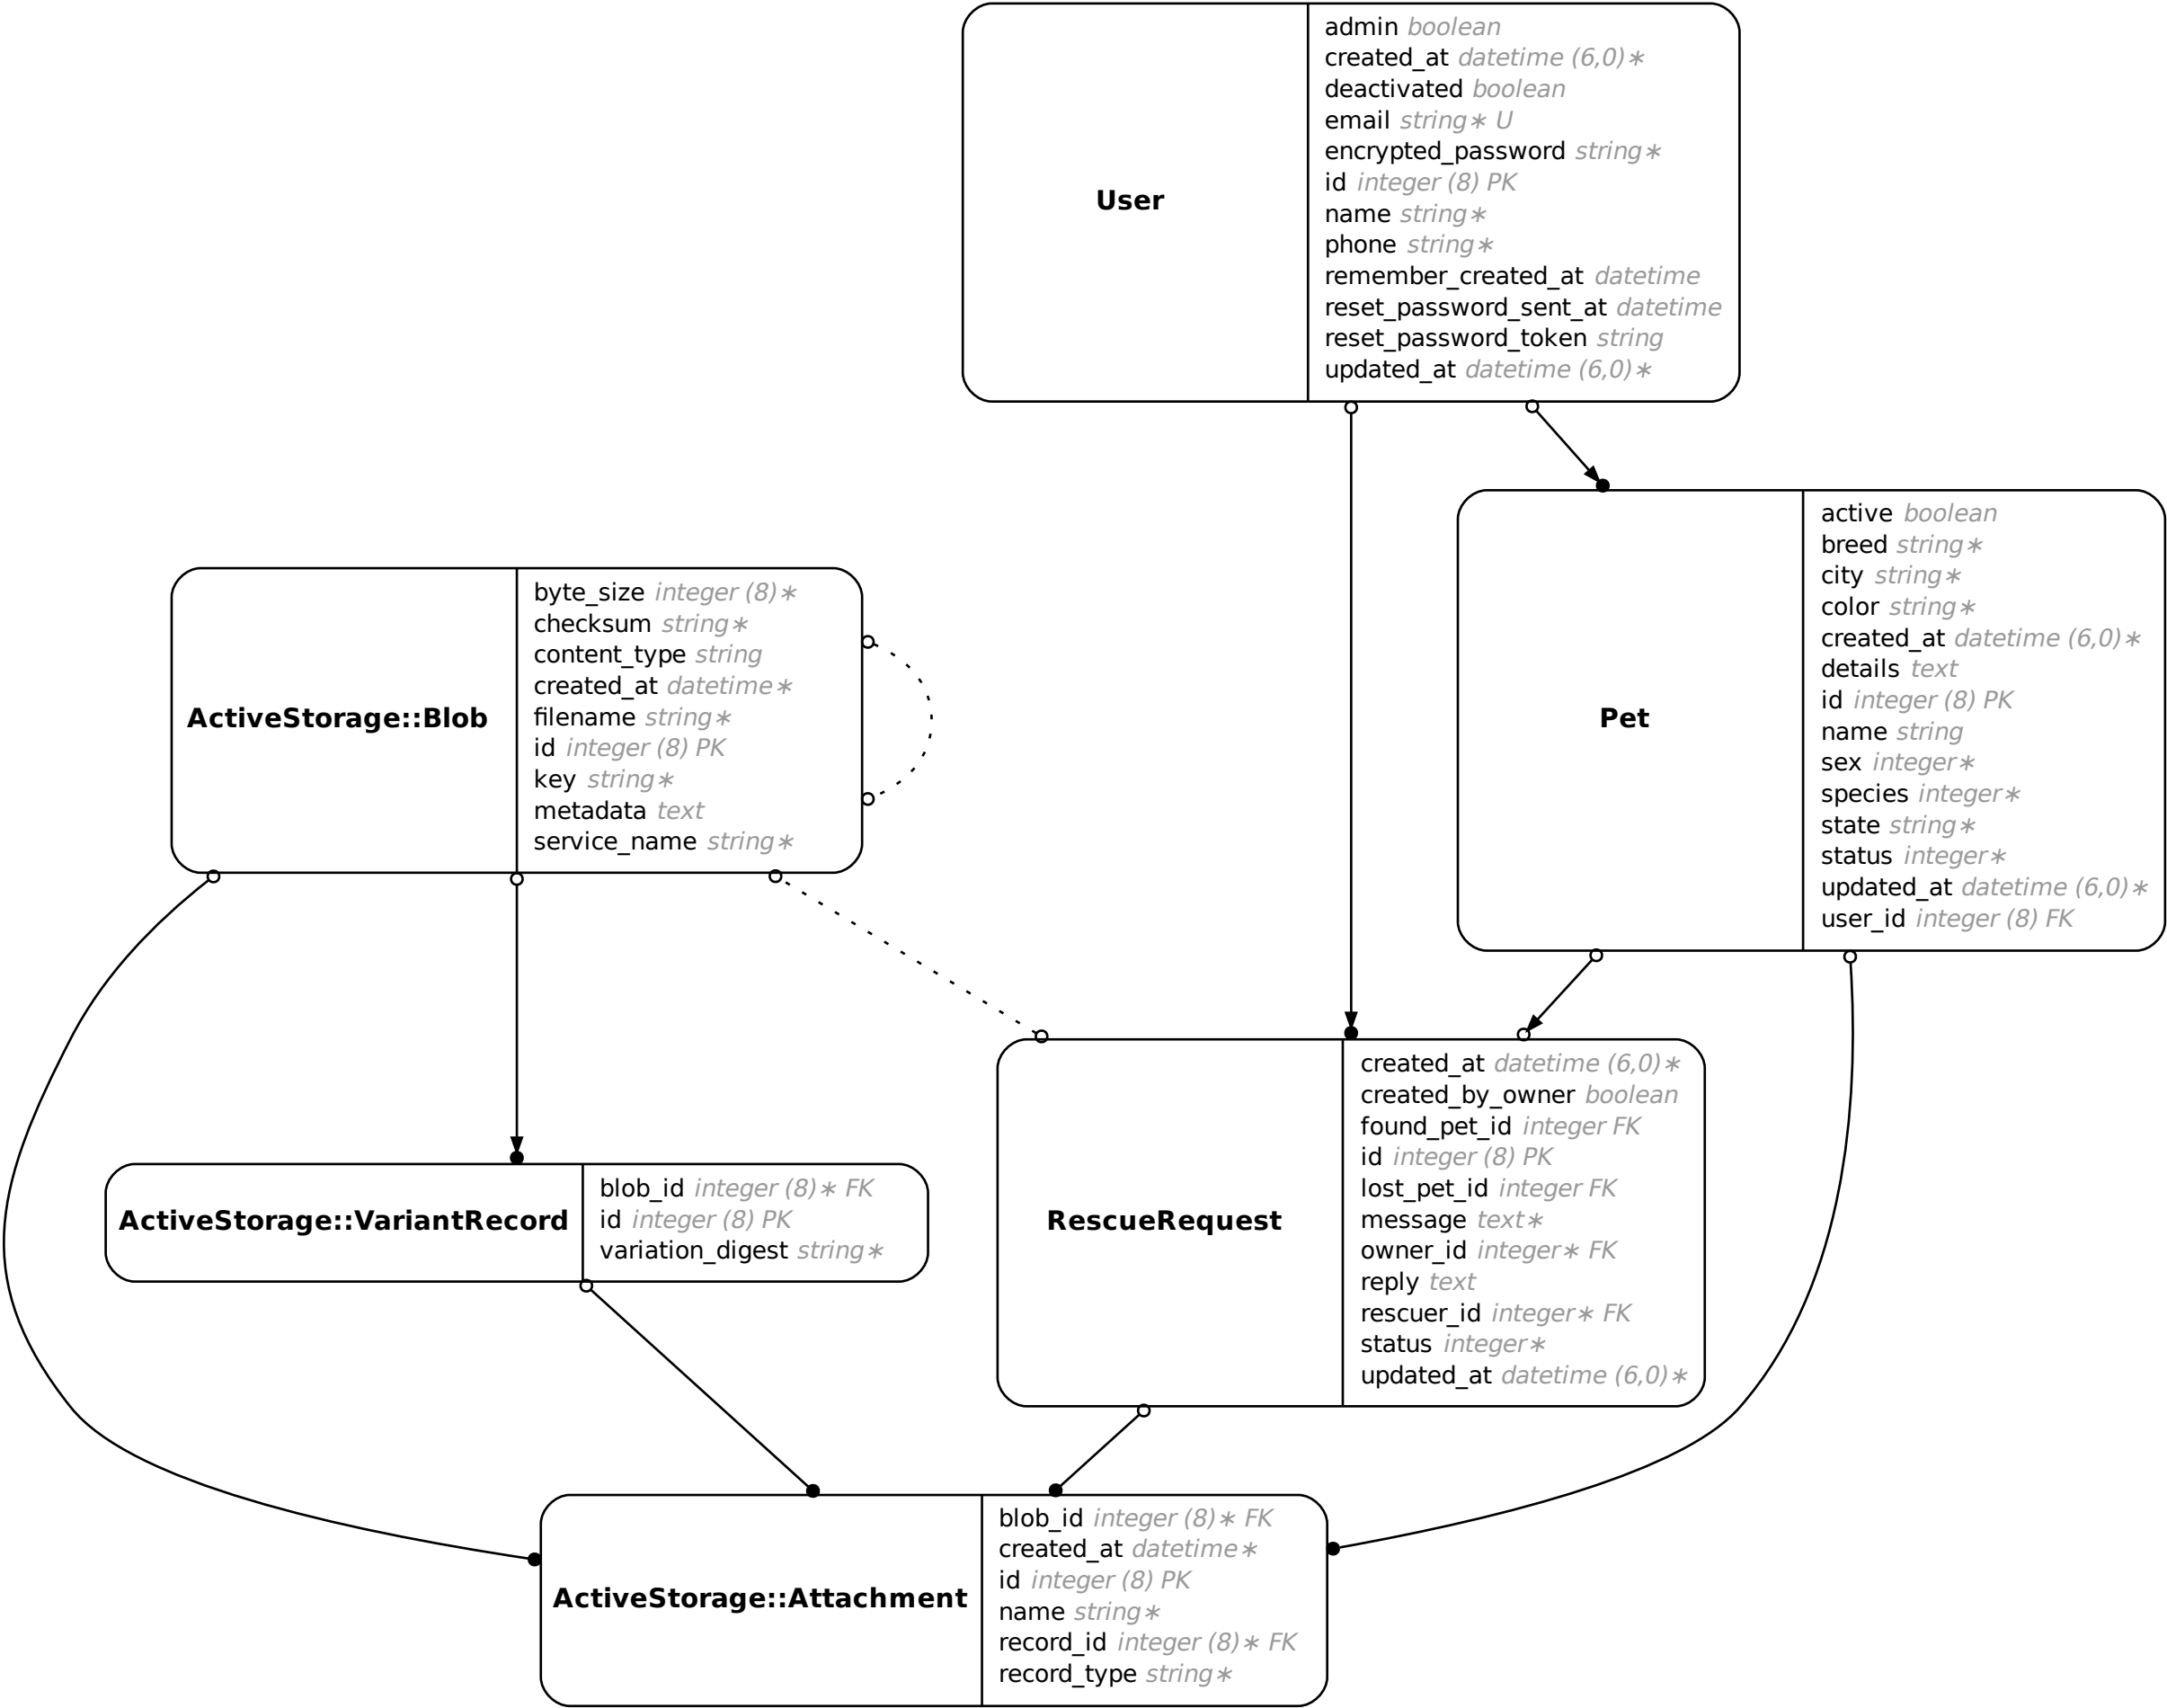 User
admin boolean
created_at datetime (6,0)∗
deactivated boolean
email string∗ U
encrypted_password string∗
id integer (8) PK
name string∗
phone string∗
remember_created_at datetime
reset_password_sent_at datetime
reset_password_token string
updated_at datetime (6,0)∗
Pet
active boolean
breed string∗
city string∗
color string∗
created_at datetime (6,0)∗
details text
id integer (8) PK
name string
sex integer∗
species integer∗
state string∗
status integer∗
updated_at datetime (6,0)∗
user_id integer (8) FK
ActiveStorage::Blob
byte_size integer (8)∗
checksum string∗
content_type string
created_at datetime∗
filename string∗
id integer (8) PK
key string∗
metadata text
service_name string∗
ActiveStorage::VariantRecord
blob_id integer (8)∗ FK
id integer (8) PK
variation_digest string∗
RescueRequest
created_at datetime (6,0)∗
created_by_owner boolean
found_pet_id integer FK
id integer (8) PK
lost_pet_id integer FK
message text∗
owner_id integer∗ FK
reply text
rescuer_id integer∗ FK
status integer∗
updated_at datetime (6,0)∗
ActiveStorage::Attachment
blob_id integer (8)∗ FK
created_at datetime∗
id integer (8) PK
name string∗
record_id integer (8)∗ FK
record_type string∗